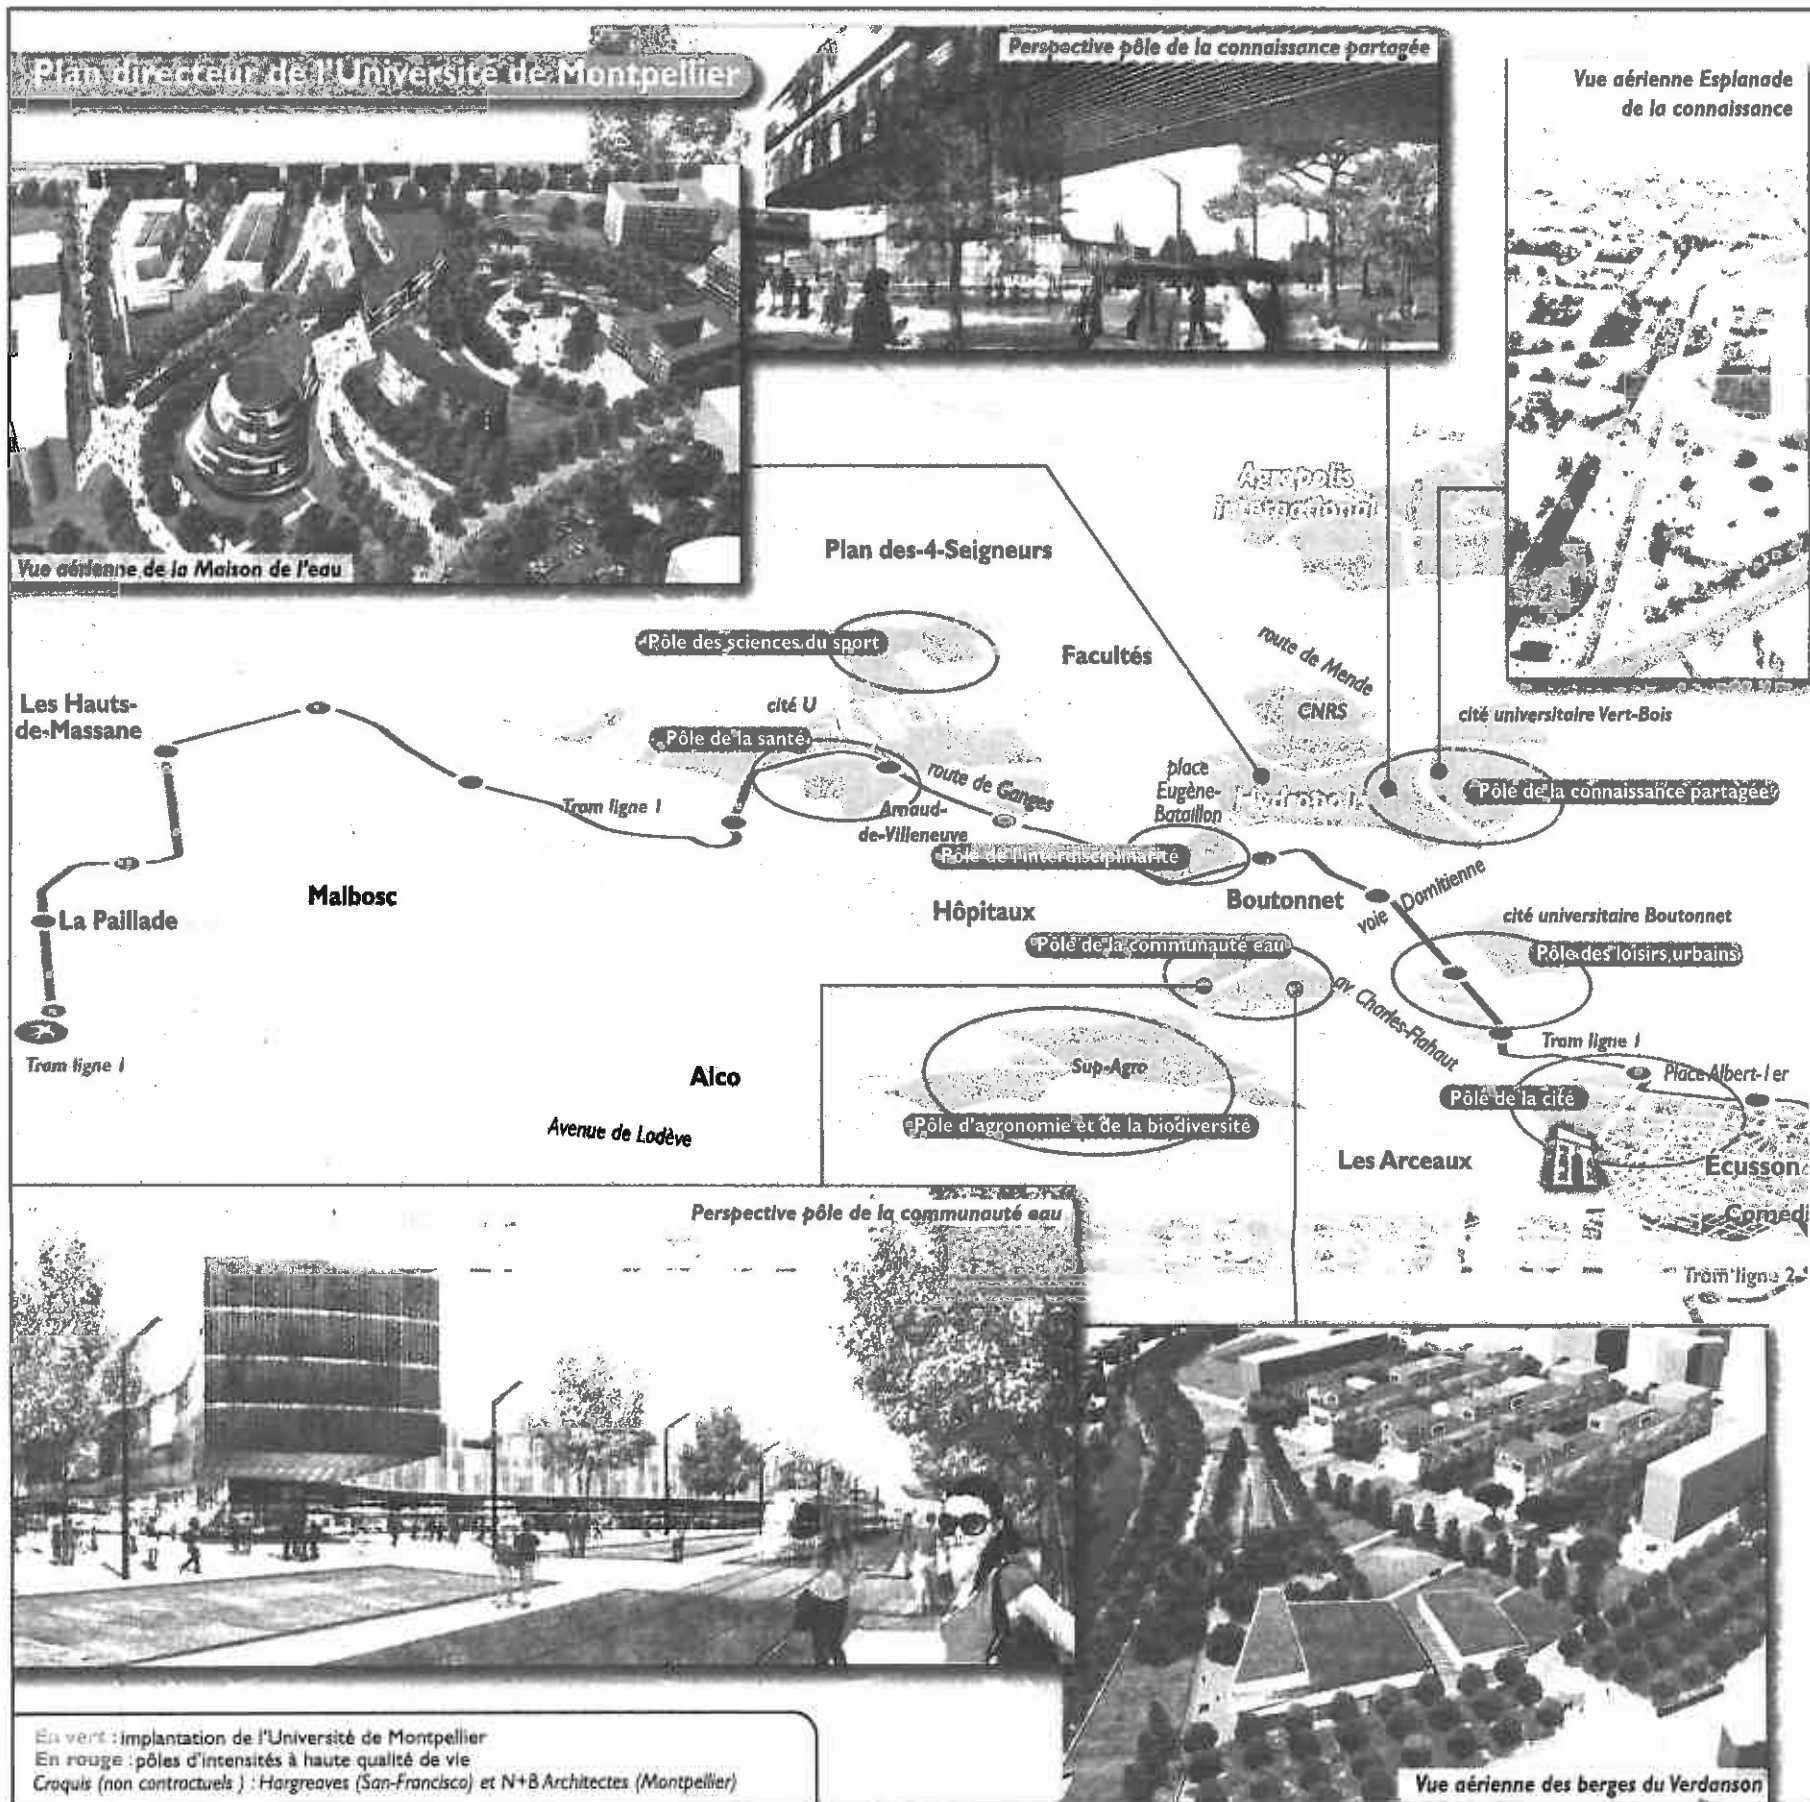 Plan directeur de l'Université de Montpellier
Perspective pôle de la connaissance partagée
Vue aérienne Esplanade
de la connaissance
Vue aérienne de la Maison de l'eau
Agropolis
international
Plan des-4-Seigneurs
Pôle des sciences du sport
Facultés
route de Mende
Les Hauts-
de-Massane
cité U
CNRS
cité universitaire Vert-Bois
Pôle de la santé
route de Ganges
place
Eugène-
Bataillon
Hydropolis
Pôle de la connaissance partagée
Tram ligne 1
Arnaud-
de-Villeneuve
Pôle de l'interdisciplinarité
Malbosc
Boutonnet
voie Domitienne
La Paillade
Hôpitaux
cité universitaire Boutonnet
Pôle de la communauté eau
Pôle des loisirs urbains
av Charles-Flahaut
Tram ligne 1
Tram ligne 1
Alco
Sup-Agro
Place Albert-1er
Pôle de la cité
Avenue de Lodève
Pôle d'agronomie et de la biodiversité
Les Arceaux
Écusson
Comédi
Perspective pôle de la communauté eau
Tram ligne 2
En vert : implantation de l'Université de Montpellier
En rouge : pôles d'intensités à haute qualité de vie
Croquis (non contractuels ) : Hargreaves (San-Francisco) et N+B Architectes (Montpellier)
Vue aérienne des berges du Verdanson